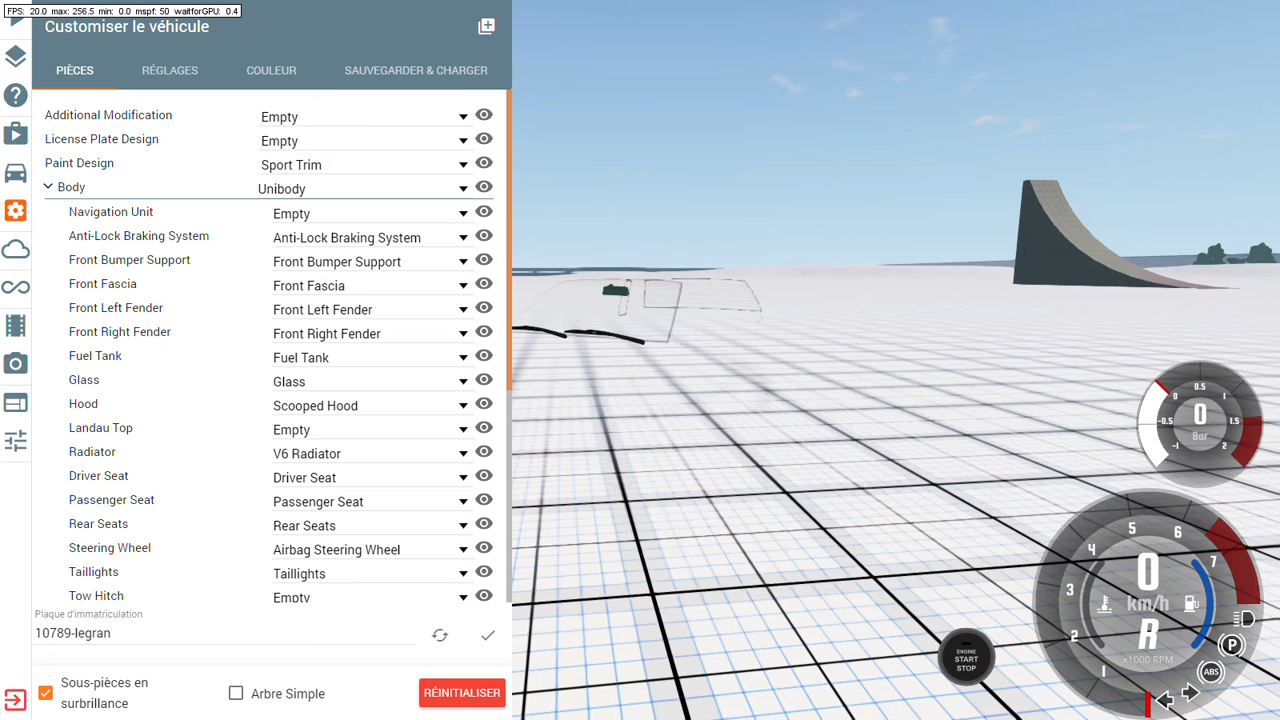 FPS: 20.0 max: 256.5 min: 0.0 mspf: 50 waitforGPU: 0.4
Customiser le véhicule
PIÈCES RÉGLAGES COULEUR SAUVEGARDER & CHARGER
Additional Modification Empty
License Plate Design Empty
Paint Design Sport Trim
Body Unibody
Navigation Unit Empty
Anti-Lock Braking System Anti-Lock Braking System
Front Bumper Support Front Bumper Support
Front Fascia Front Fascia
Front Left Fender Front Left Fender
Front Right Fender Front Right Fender
Fuel Tank Fuel Tank
Glass Glass
Hood Scooped Hood
Landau Top Empty
Radiator V6 Radiator
Driver Seat Driver Seat
Passenger Seat Passenger Seat
Rear Seats Rear Seats
Steering Wheel Airbag Steering Wheel
Taillights Taillights
Tow Hitch Empty
Plaque d'immatriculation
10789-legran
Sous-pièces en surbrillance
Arbre Simple
RÉINITIALISER
-1 -0.5 0 0.5 1 1.5 2
0
Bar
ENGINE
START
STOP
1 2 3 4 5 6 7
0
km/h
R
x1000 RPM
P
ABS